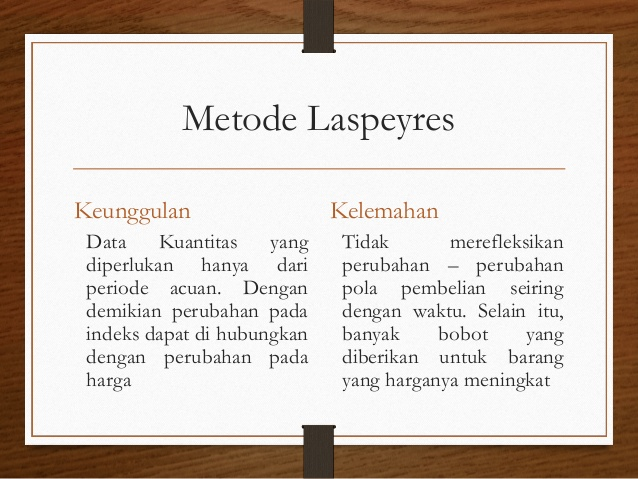 Metode Laspeyres
Keunggulan
Data Kuantitas yang
diperlukan hanya dari
periode acuan. Dengan
demikian perubahan pada
indeks dapat di hubungkan
dengan perubahan pada
harga
Kelemahan
Tidak merefleksikan
perubahan – perubahan
pola pembelian seiring
dengan waktu. Selain itu,
banyak bobot yang
diberikan untuk barang
yang harganya meningkat